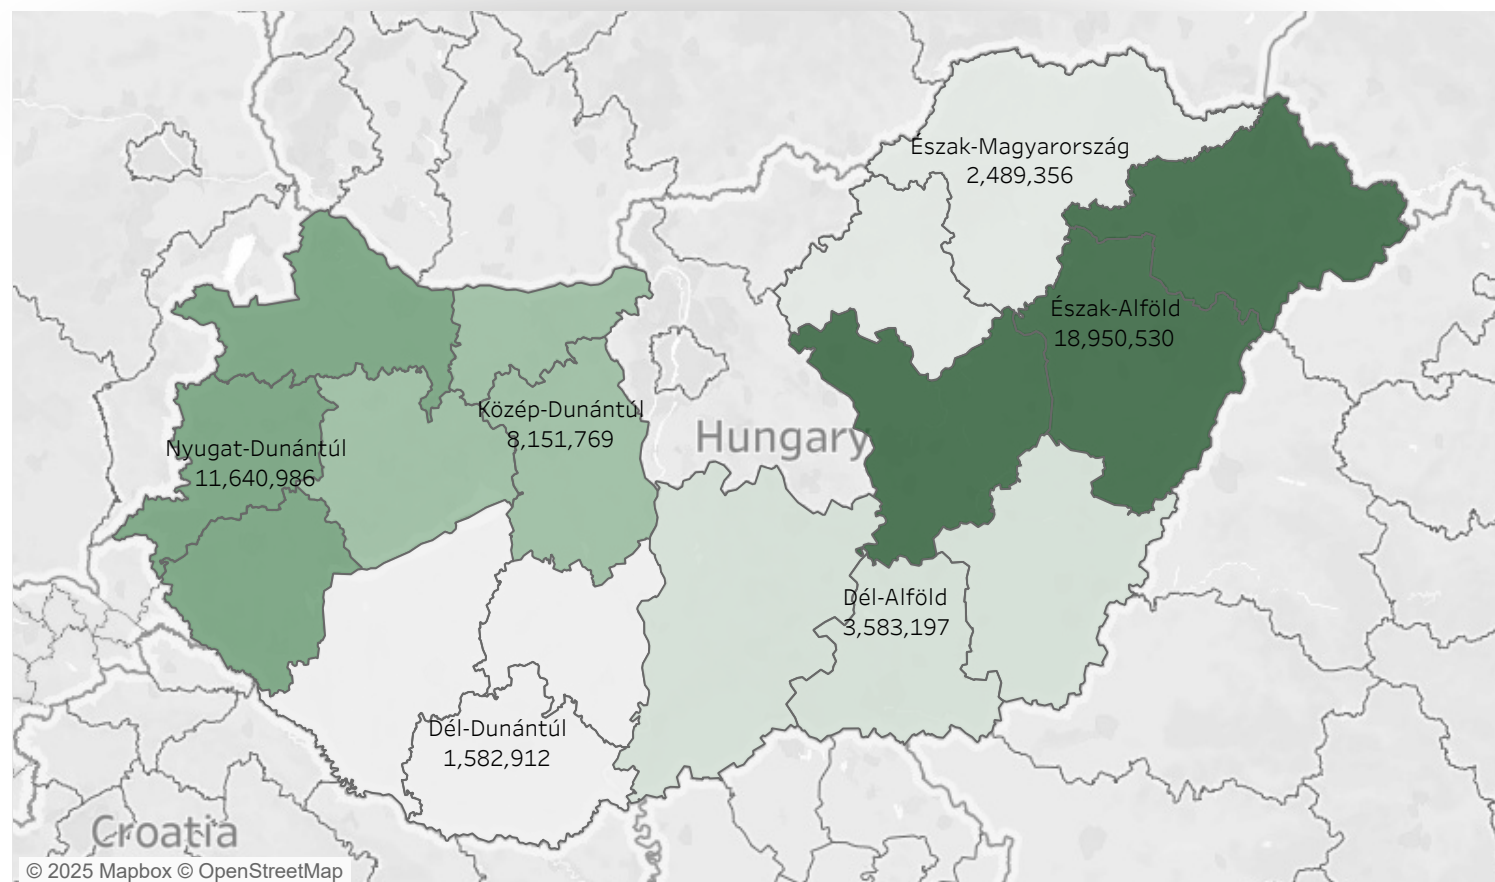 Észak-Magyarország
2,489,356
Észak-Alföld
18,950,530
Közép-Dunántúl
8,151,769
Hungary
Nyugat-Dunántúl
11,640,986
Dél-Alföld
3,583,197
Dél-Dunántúl
1,582,912
Croatia
© 2025 Mapbox © OpenStreetMap